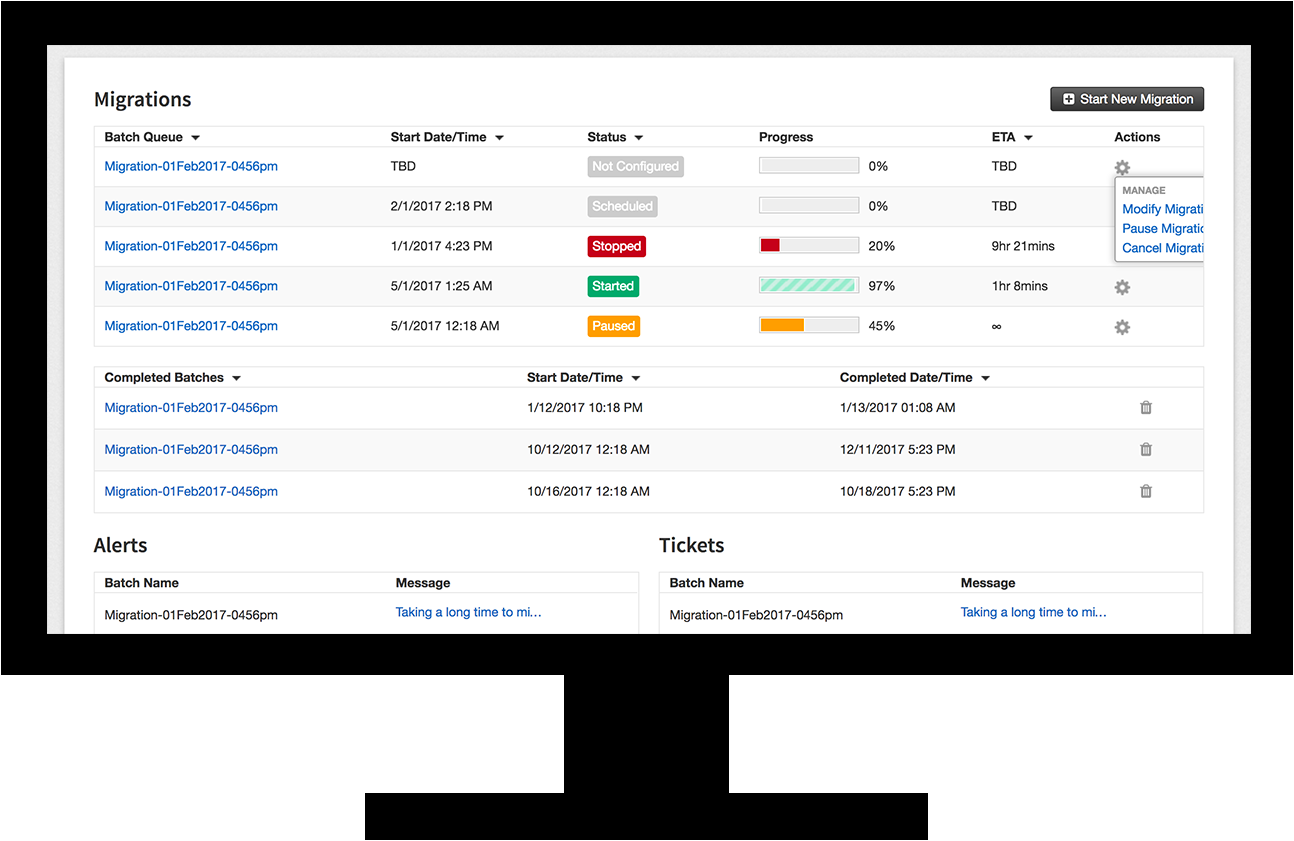 Migrations
Start New Migration
Batch Queue Start Date/Time Status Progress ETA Actions
Migration-01Feb2017-0456pm TBD Not Configured 0% TBD
MANAGE
Modify Migrati
Pause Migratio
Cancel Migrati
Migration-01Feb2017-0456pm 2/1/2017 2:18 PM Scheduled 0% TBD
Migration-01Feb2017-0456pm 1/1/2017 4:23 PM Stopped 20% 9hr 21mins
Migration-01Feb2017-0456pm 5/1/2017 1:25 AM Started 97% 1hr 8mins
Migration-01Feb2017-0456pm 5/1/2017 12:18 AM Paused 45% ∞
Completed Batches Start Date/Time Completed Date/Time
Migration-01Feb2017-0456pm 1/12/2017 10:18 PM 1/13/2017 01:08 AM
Migration-01Feb2017-0456pm 10/12/2017 12:18 AM 12/11/2017 5:23 PM
Migration-01Feb2017-0456pm 10/16/2017 12:18 AM 10/18/2017 5:23 PM
Alerts
Batch Name Message
Migration-01Feb2017-0456pm Taking a long time to mi...
Tickets
Batch Name Message
Migration-01Feb2017-0456pm Taking a long time to mi...